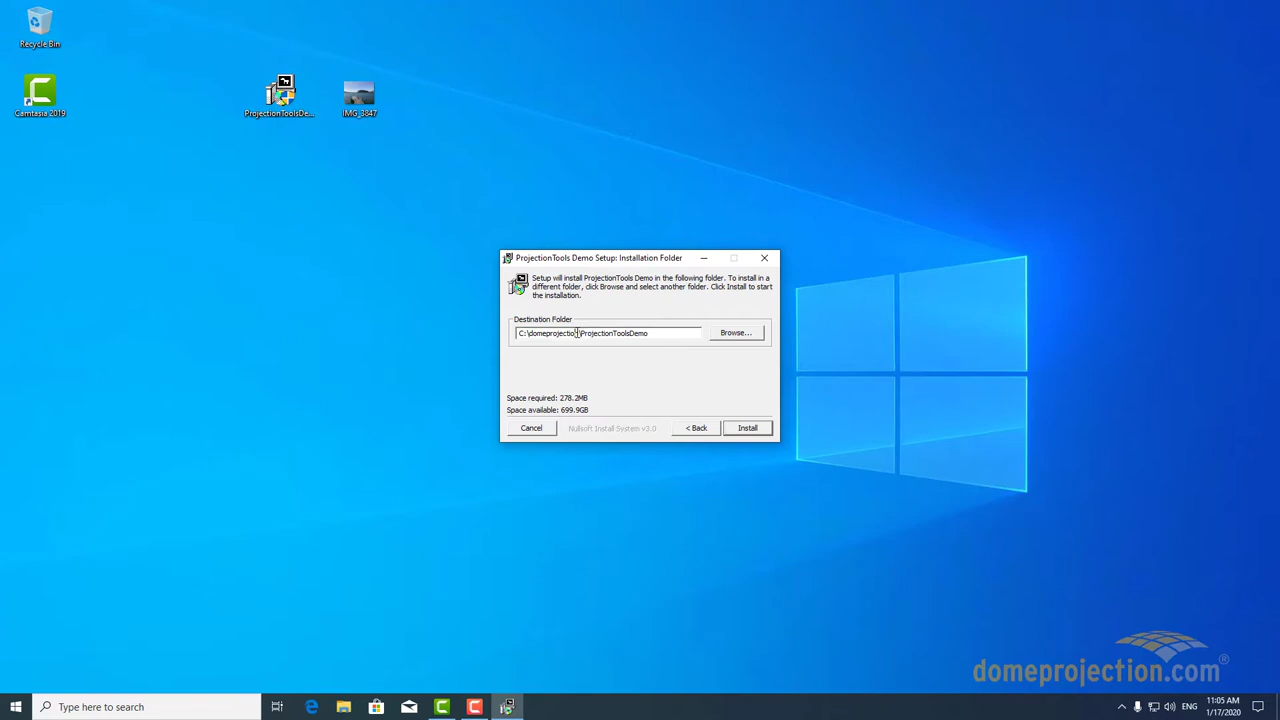 Recycle Bin
Camtasia 2019
ProjectionToolsDe...
IMG_3847
ProjectionTools Demo Setup: Installation Folder
Setup will install ProjectionTools Demo in the following folder. To install in a
different folder, click Browse and select another folder. Click Install to start
the installation.
Destination Folder
C:\domeprojection\ProjectionToolsDemo
Browse...
Space required: 278.2MB
Space available: 699.9GB
Cancel
Nullsoft Install System v3.0
< Back
Install
domeprojection.com®
Type here to search
ENG
11:05 AM
1/17/2020